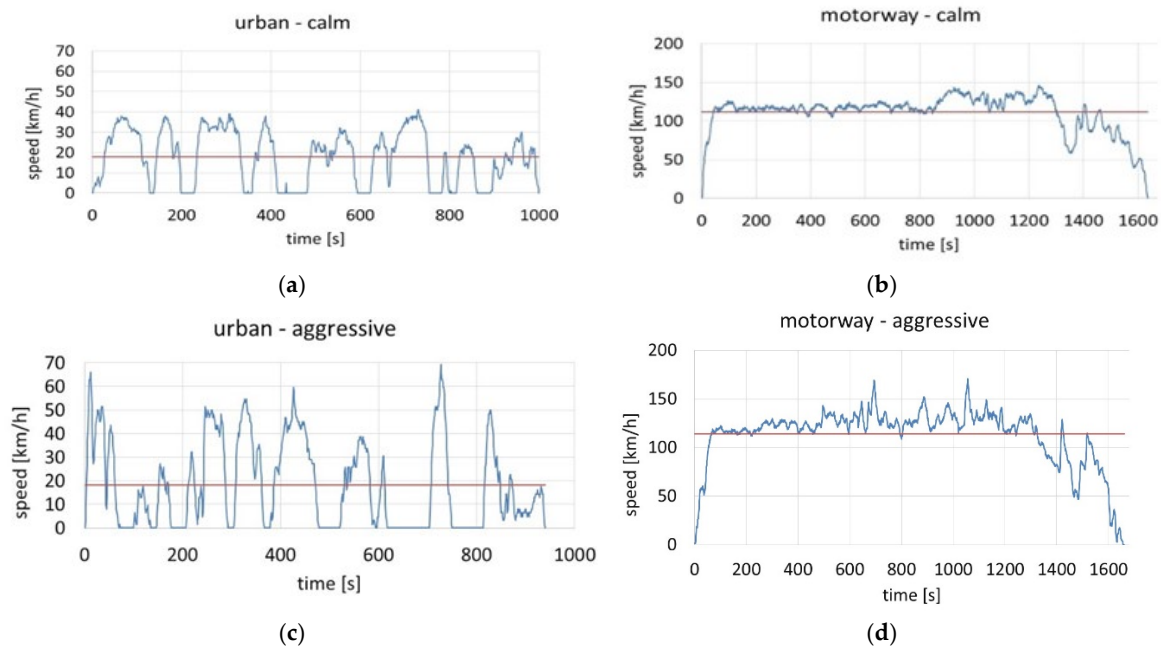 urban - calm
70
60
50
40
30
20
10
0
speed [km/h]
0 200 400 600 800 1000
time [s]
(a)
motorway - calm
200
150
100
50
0
speed [km/h]
0 200 400 600 800 1000 1200 1400 1600
time [s]
(b)
urban - aggressive
70
60
50
40
30
20
10
0
speed [km/h]
0 200 400 600 800 1000
time [s]
(c)
motorway - aggressive
200
150
100
50
0
speed [km/h]
0 200 400 600 800 1000 1200 1400 1600
time [s]
(d)